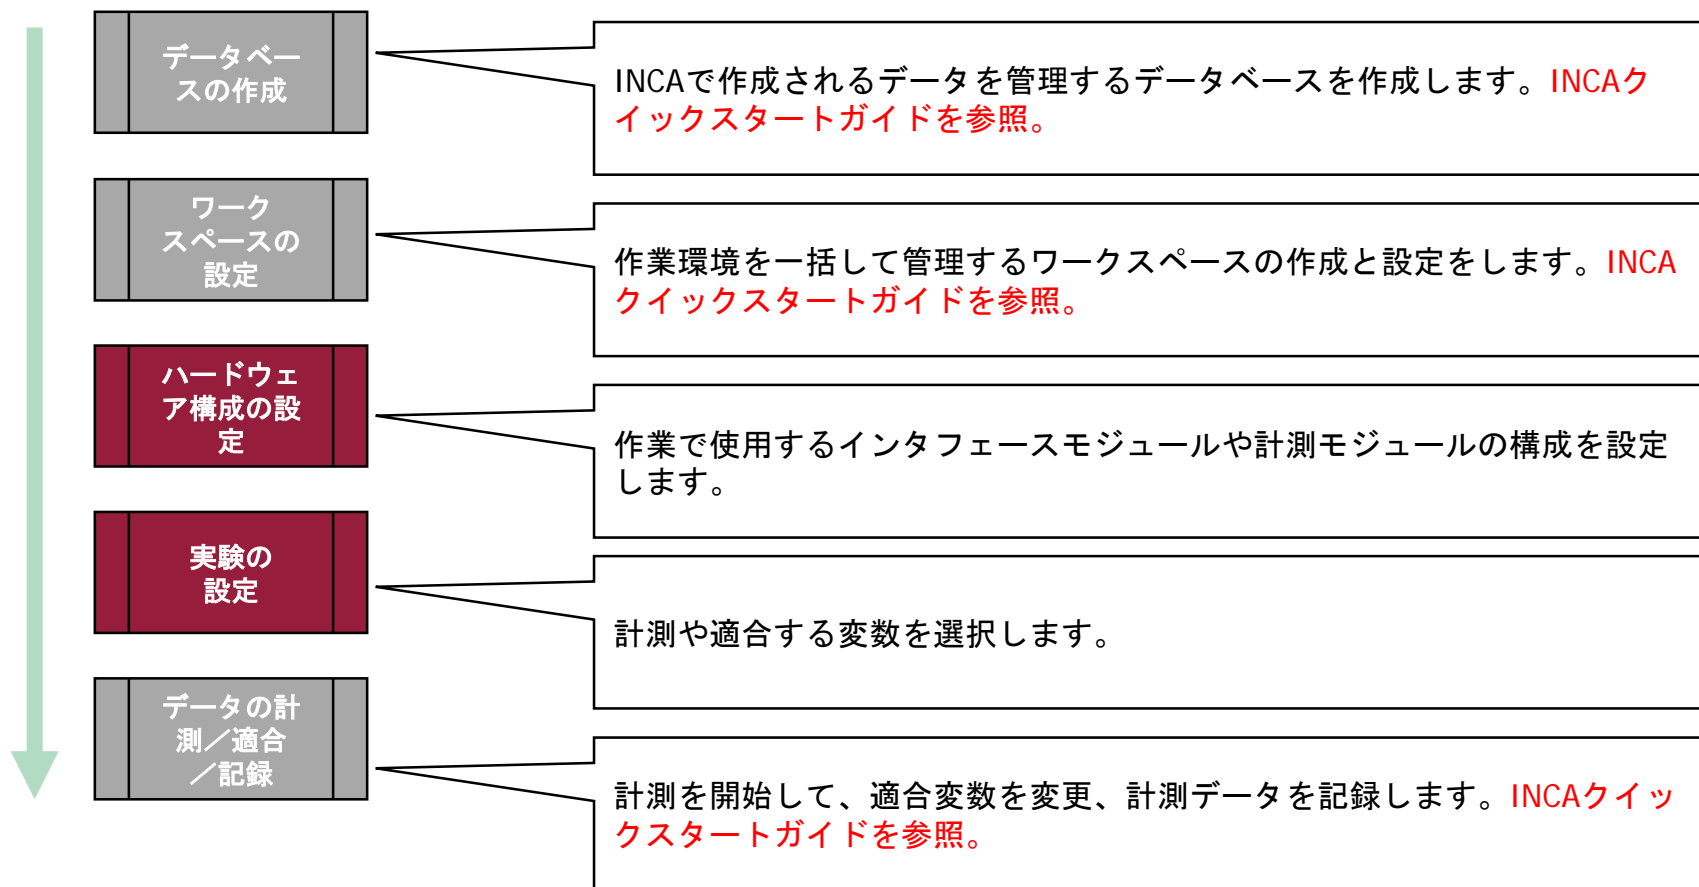 データベー
スの作成
INCAで作成されるデータを管理するデータベースを作成します。INCAク
イックスタートガイドを参照。
ワーク
スペースの
設定
作業環境を一括して管理するワークスペースの作成と設定をします。INCA
クイックスタートガイドを参照。
ハードウェ
ア構成の設
定
作業で使用するインタフェースモジュールや計測モジュールの構成を設定
します。
実験の
設定
計測や適合する変数を選択します。
データの計
測／適合
／記録
計測を開始して、適合変数を変更、計測データを記録します。INCAクイッ
クスタートガイドを参照。